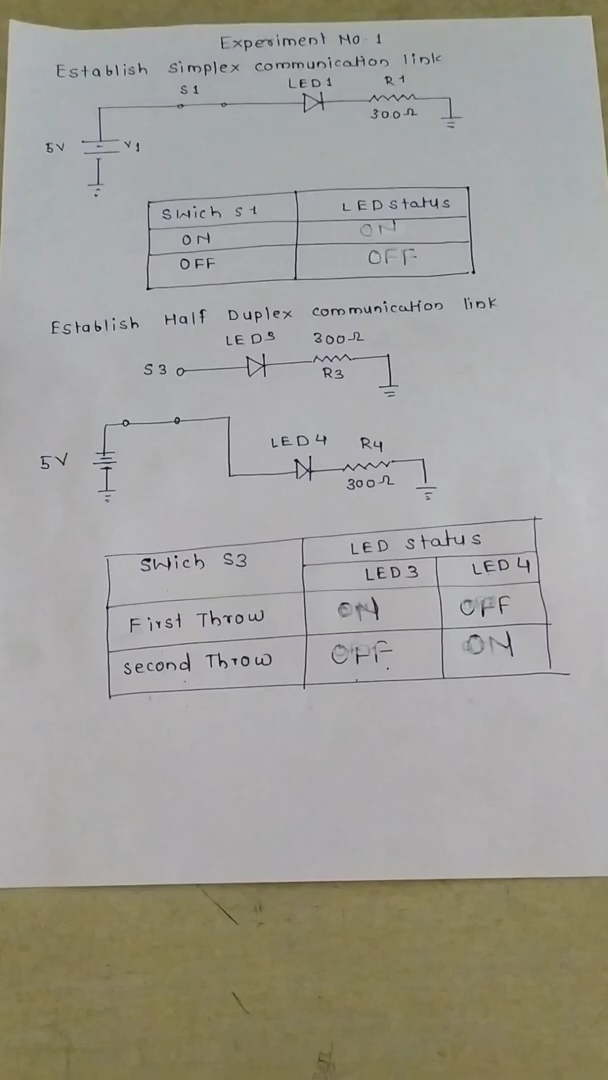 Experiment No 1
Establish Simplex communication link
S1 LED1 R1
300Ω
5V V1
Swich S1 LED Status
ON ON
OFF OFF
Establish Half Duplex communication link
LED3 300Ω
S3 R3
LED4 R4
5V 300Ω
Swich S3 LED Status
LED3 LED4
First Throw ON OFF
second Throw OFF ON